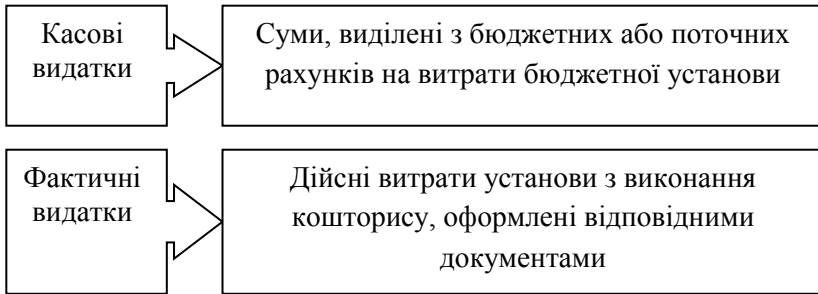 Касові
видатки
Суми, виділені з бюджетних або поточних
рахунків на витрати бюджетної установи
Фактичні
видатки
Дійсні витрати установи з виконання
кошторису, оформлені відповідними
документами